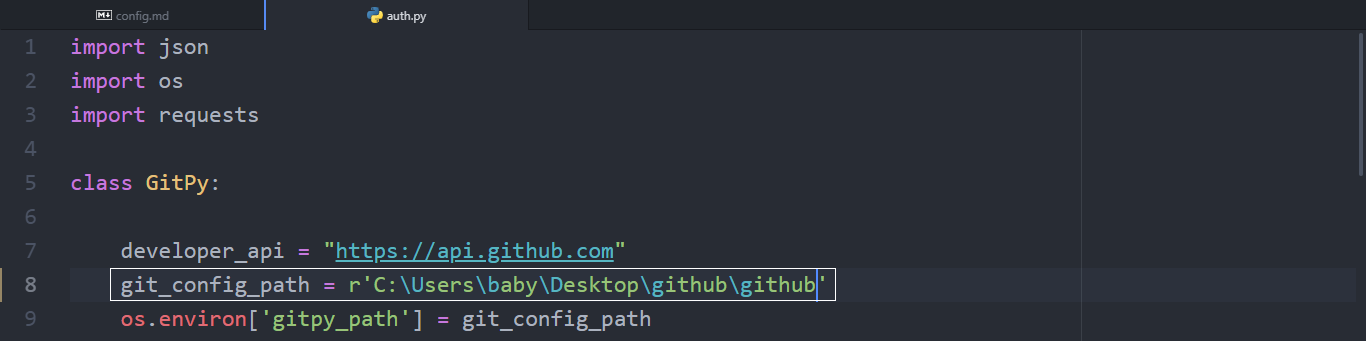 config.md auth.py
1 import json
2 import os
3 import requests
4
5 class GitPy:
6
7 developer_api = "https://api.github.com"
8 git_config_path = r'C:\Users\baby\Desktop\github\github'
9 os.environ['gitpy_path'] = git_config_path